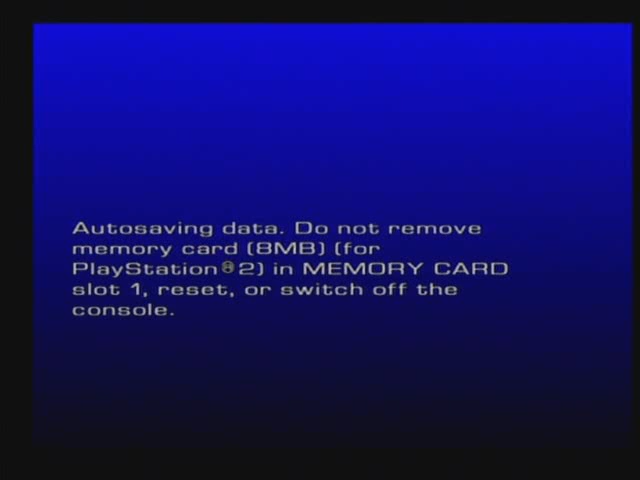 Autosaving data. Do not remove
memory card (8MB) (for
PlayStation®2) in MEMORY CARD
slot 1, reset, or switch off the
console.